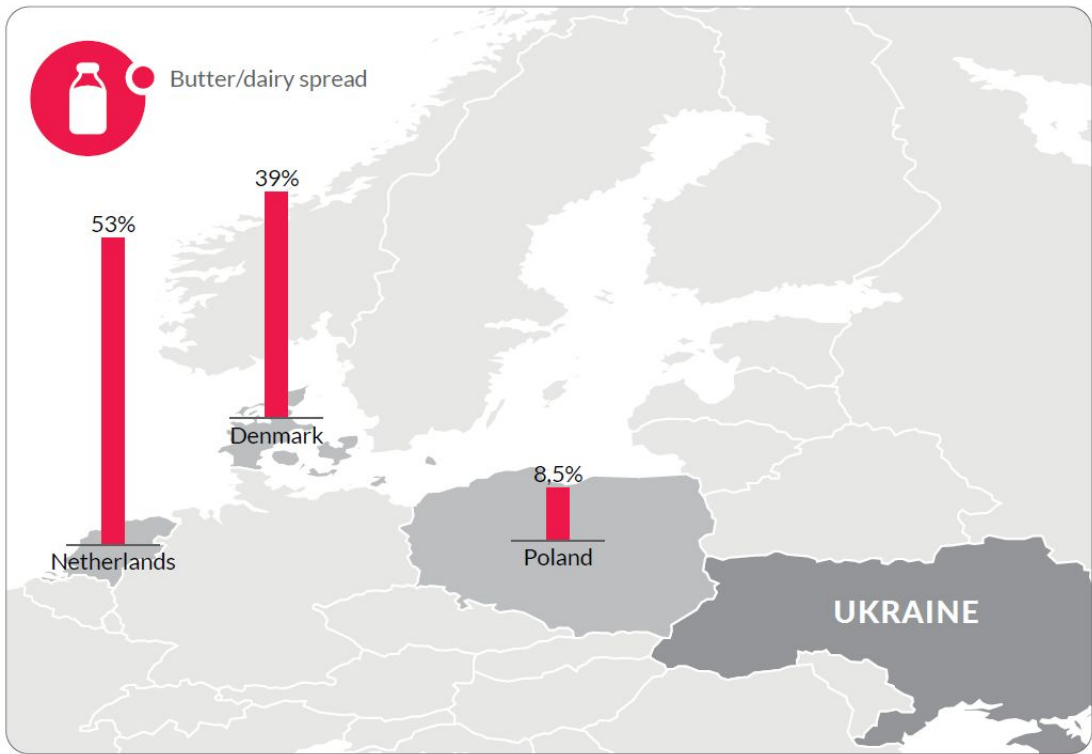 Butter/dairy spread
39%
53%
Denmark
8,5%
Netherlands
Poland
UKRAINE